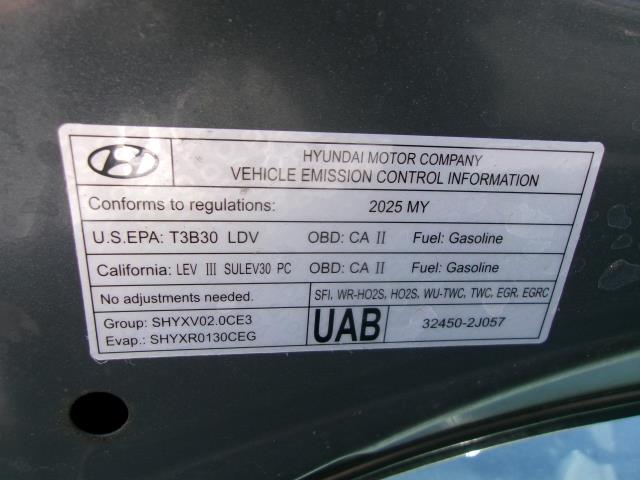 HYUNDAI MOTOR COMPANY
VEHICLE EMISSION CONTROL INFORMATION
Conforms to regulations: 2025 MY
U.S.EPA: T3B30 LDV OBD: CA II Fuel: Gasoline
California: LEV III SULEV30 PC OBD: CA II Fuel: Gasoline
No adjustments needed. SFI, WR-HO2S, HO2S, WU-TWC, TWC, EGR, EGRC
Group: SHYXV02.0CE3
Evap.: SHYXR0130CEG
UAB
32450-2J057